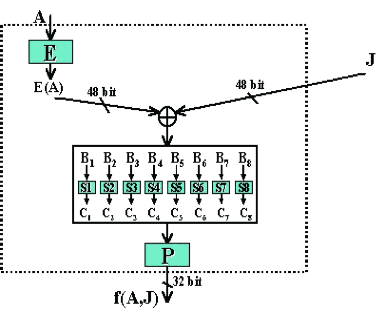 A
E
J
E(A)
48 bit
48 bit
B1 B2 B3 B4 B5 B6 B7 B8
S1 S2 S3 S4 S5 S6 S7 S8
C1 C2 C3 C4 C5 C6 C7 C8
P
32 bit
f(A,J)